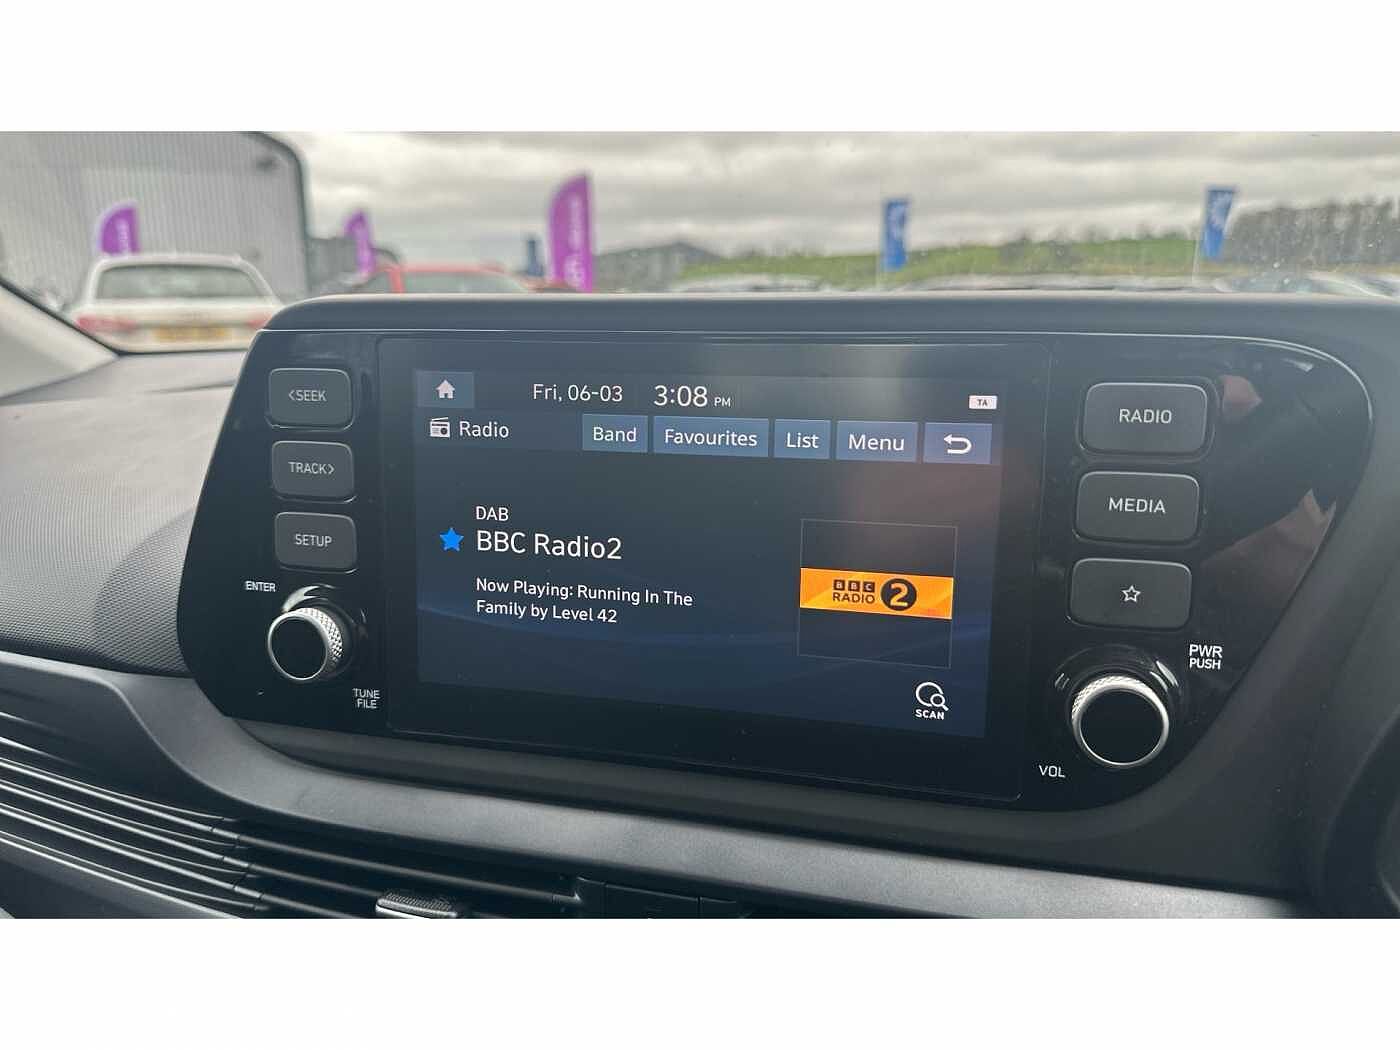 <SEEK
TRACK>
SETUP
ENTER
TUNE
FILE
Fri, 06-03 3:08 PM
TA
Radio
Band
Favourites
List
Menu
DAB
BBC Radio2
Now Playing: Running In The
Family by Level 42
BBC
RADIO 2
SCAN
RADIO
MEDIA
PWR
PUSH
VOL